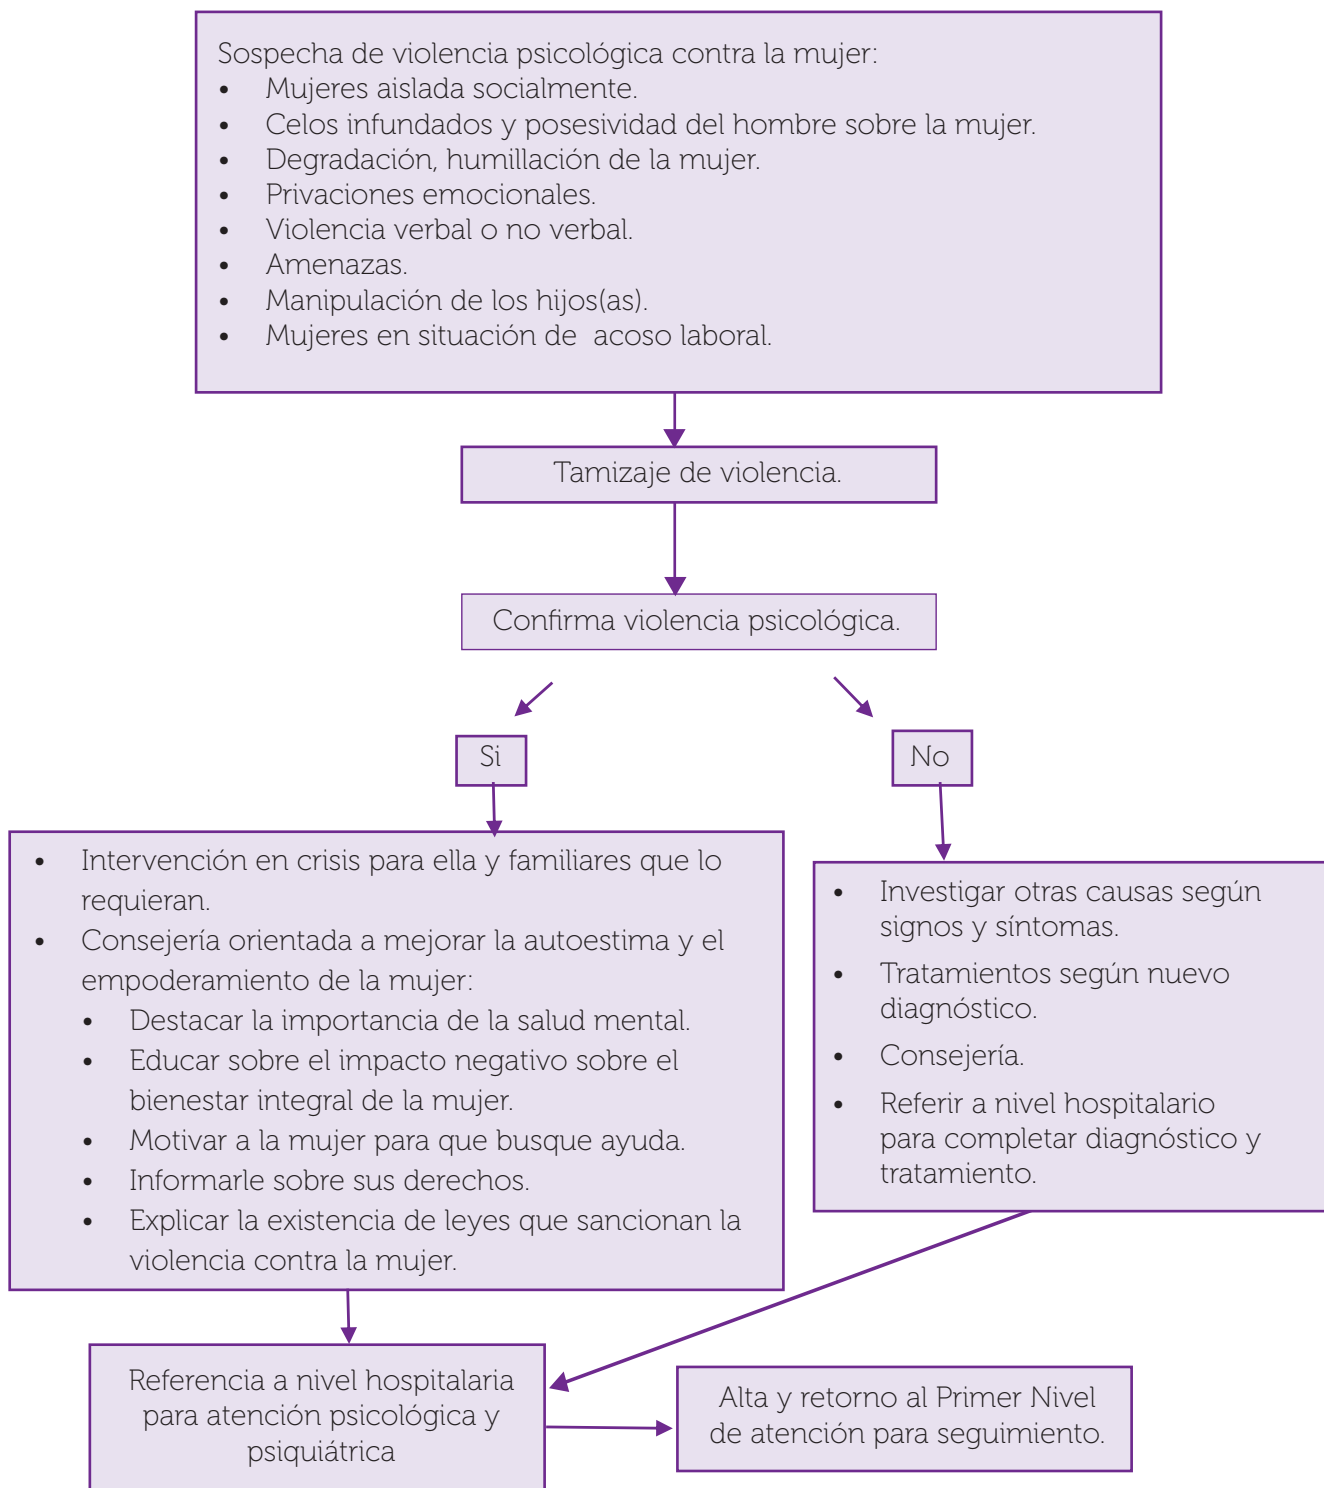 Sospecha de violencia psicológica contra la mujer:
• Mujeres aislada socialmente.
• Celos infundados y posesividad del hombre sobre la mujer.
• Degradación, humillación de la mujer.
• Privaciones emocionales.
• Violencia verbal o no verbal.
• Amenazas.
• Manipulación de los hijos(as).
• Mujeres en situación de acoso laboral.
Tamizaje de violencia.
Confirma violencia psicológica.
Si
No
• Intervención en crisis para ella y familiares que lo
requieran.
• Consejería orientada a mejorar la autoestima y el
empoderamiento de la mujer:
• Destacar la importancia de la salud mental.
• Educar sobre el impacto negativo sobre el
bienestar integral de la mujer.
• Motivar a la mujer para que busque ayuda.
• Informarle sobre sus derechos.
• Explicar la existencia de leyes que sancionan la
violencia contra la mujer.
• Investigar otras causas según
signos y síntomas.
• Tratamientos según nuevo
diagnóstico.
• Consejería.
• Referir a nivel hospitalario
para completar diagnóstico y
tratamiento.
Referencia a nivel hospitalaria
para atención psicológica y
psiquiátrica
Alta y retorno al Primer Nivel
de atención para seguimiento.